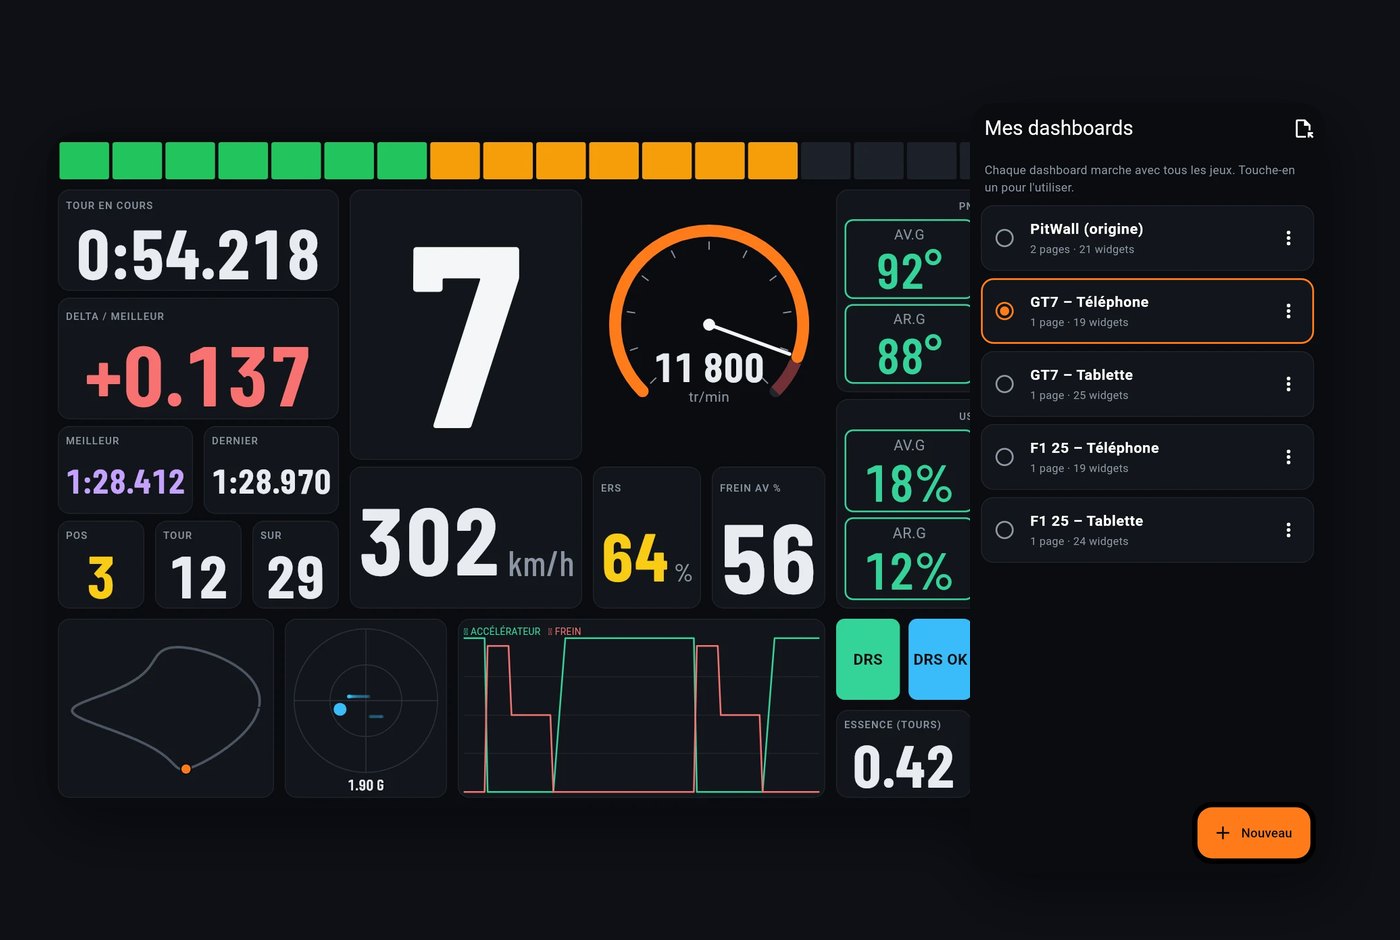 TOUR EN COURS
0:54.218
DELTA / MEILLEUR
+0.137
MEILLEUR
1:28.412
DERNIER
1:28.970
POS
3
TOUR
12
SUR
29
7
302 km/h
11 800
tr/min
ERS
64 %
FREIN AV %
56
PN
AV.G
92°
AR.G
88°
US
AV.G
18%
AR.G
12%
1.90 G
ACCÉLÉRATEUR FREIN
DRS
DRS OK
ESSENCE (TOURS)
0.42
Mes dashboards
Chaque dashboard marche avec tous les jeux. Touche-en
un pour l'utiliser.
PitWall (origine)
2 pages · 21 widgets
GT7 – Téléphone
1 page · 19 widgets
GT7 – Tablette
1 page · 25 widgets
F1 25 – Téléphone
1 page · 19 widgets
F1 25 – Tablette
1 page · 24 widgets
+ Nouveau